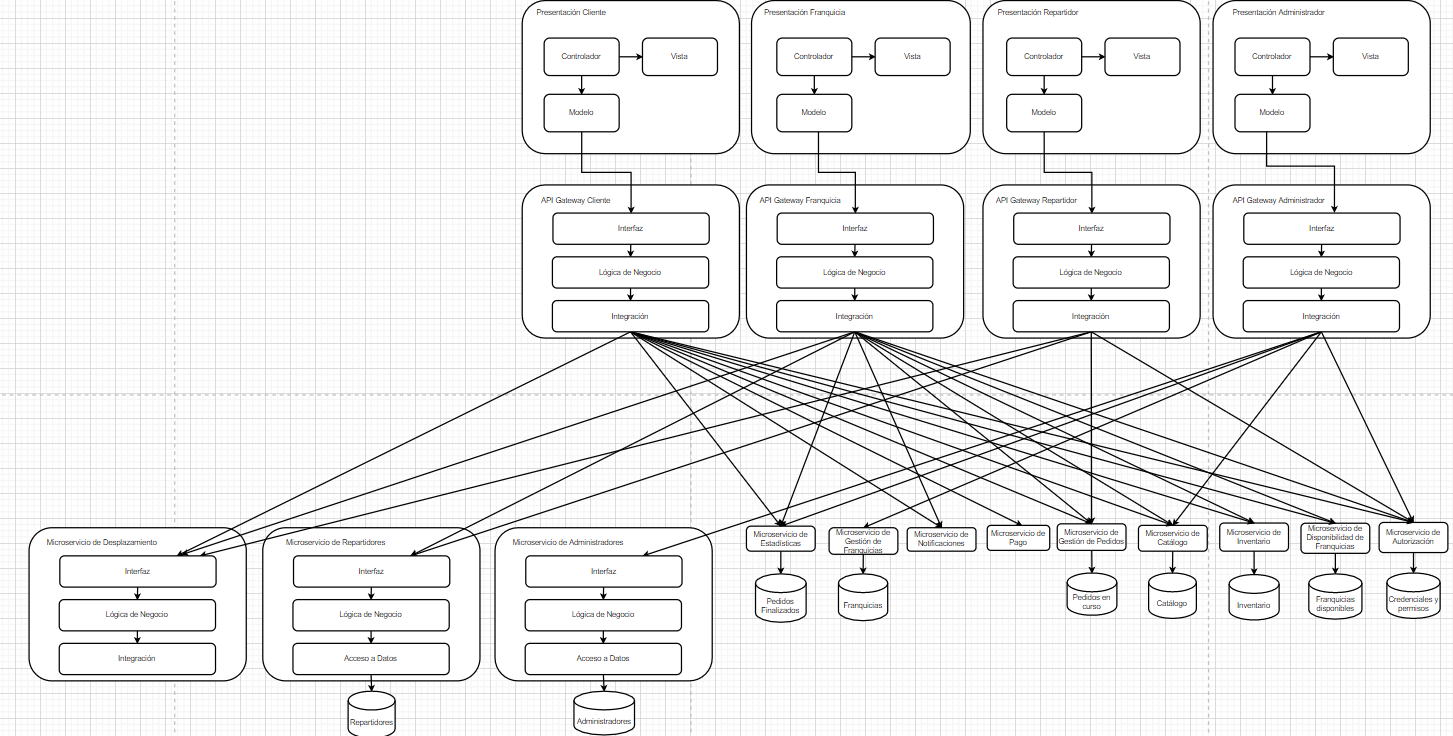 Presentación Cliente
Presentación Franquicia
Presentación Repartidor
Presentación Administrador
Controlador
Vista
Controlador
Vista
Controlador
Vista
Controlador
Vista
Modelo
Modelo
Modelo
Modelo
API Gateway Cliente
API Gateway Franquicia
API Gateway Repartidor
API Gateway Administrador
Interfaz
Interfaz
Interfaz
Interfaz
Lógica de Negocio
Lógica de Negocio
Lógica de Negocio
Lógica de Negocio
Integración
Integración
Integración
Integración
Microservicio de Desplazamiento
Interfaz
Lógica de Negocio
Integración
Microservicio de Repartidores
Interfaz
Lógica de Negocio
Acceso a Datos
Repartidores
Microservicio de Administradores
Interfaz
Lógica de Negocio
Acceso a Datos
Administradores
Microservicio de
Estadísticas
Pedidos
Finalizados
Microservicio de
Gestión de
Franquicias
Franquicias
Microservicio de
Notificaciones
Microservicio de
Pago
Microservicio de
Gestión de Pedidos
Pedidos en
curso
Microservicio de
Catálogo
Catálogo
Microservicio de
Inventario
Inventario
Microservicio de
Disponibilidad de
Franquicias
Franquicias
disponibles
Microservicio de
Autorización
Credenciales y
permisos